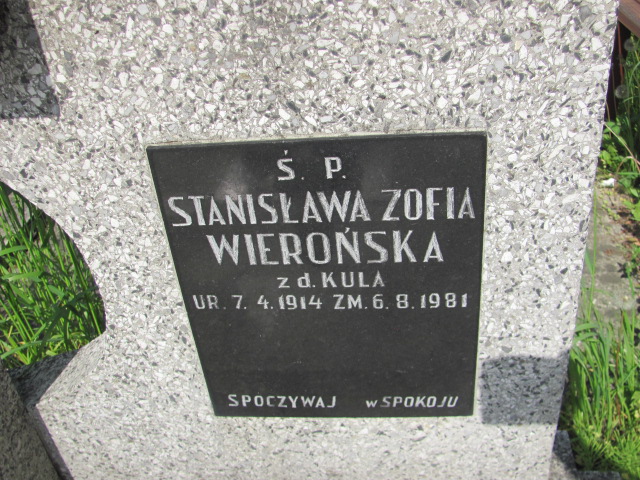 Ś. P.
STANISŁAWA ZOFIA
WIEROŃSKA
z d. KULA
UR. 7. 4. 1914 ZM. 6. 8. 1981
SPOCZYWAJ w SPOKOJU